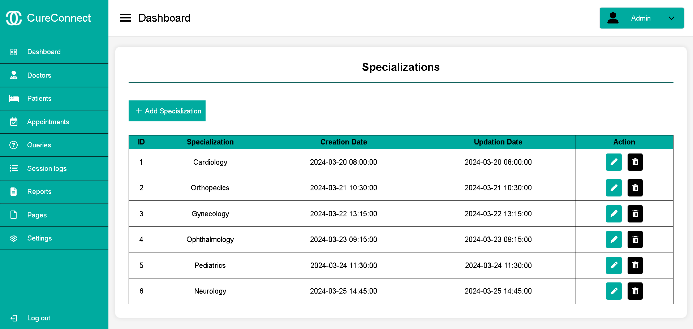 CureConnect
Dashboard
Doctors
Patients
Appointments
Queries
Session logs
Reports
Pages
Settings
Log out
Dashboard
Admin
Specializations
+ Add Specialization
ID Specialization Creation Date Updation Date Action
1 Cardiology 2024-03-20 08:00:00 2024-03-20 08:00:00
2 Orthopedics 2024-03-21 10:30:00 2024-03-21 10:30:00
3 Gynecology 2024-03-22 13:15:00 2024-03-22 13:15:00
4 Ophthalmology 2024-03-23 09:15:00 2024-03-23 09:15:00
5 Pediatrics 2024-03-24 11:30:00 2024-03-24 11:30:00
6 Neurology 2024-03-25 14:45:00 2024-03-25 14:45:00